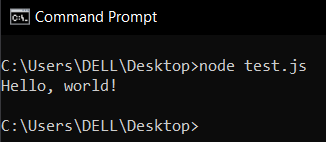 Command Prompt
C:\Users\DELL\Desktop>node test.js
Hello, world!
C:\Users\DELL\Desktop>